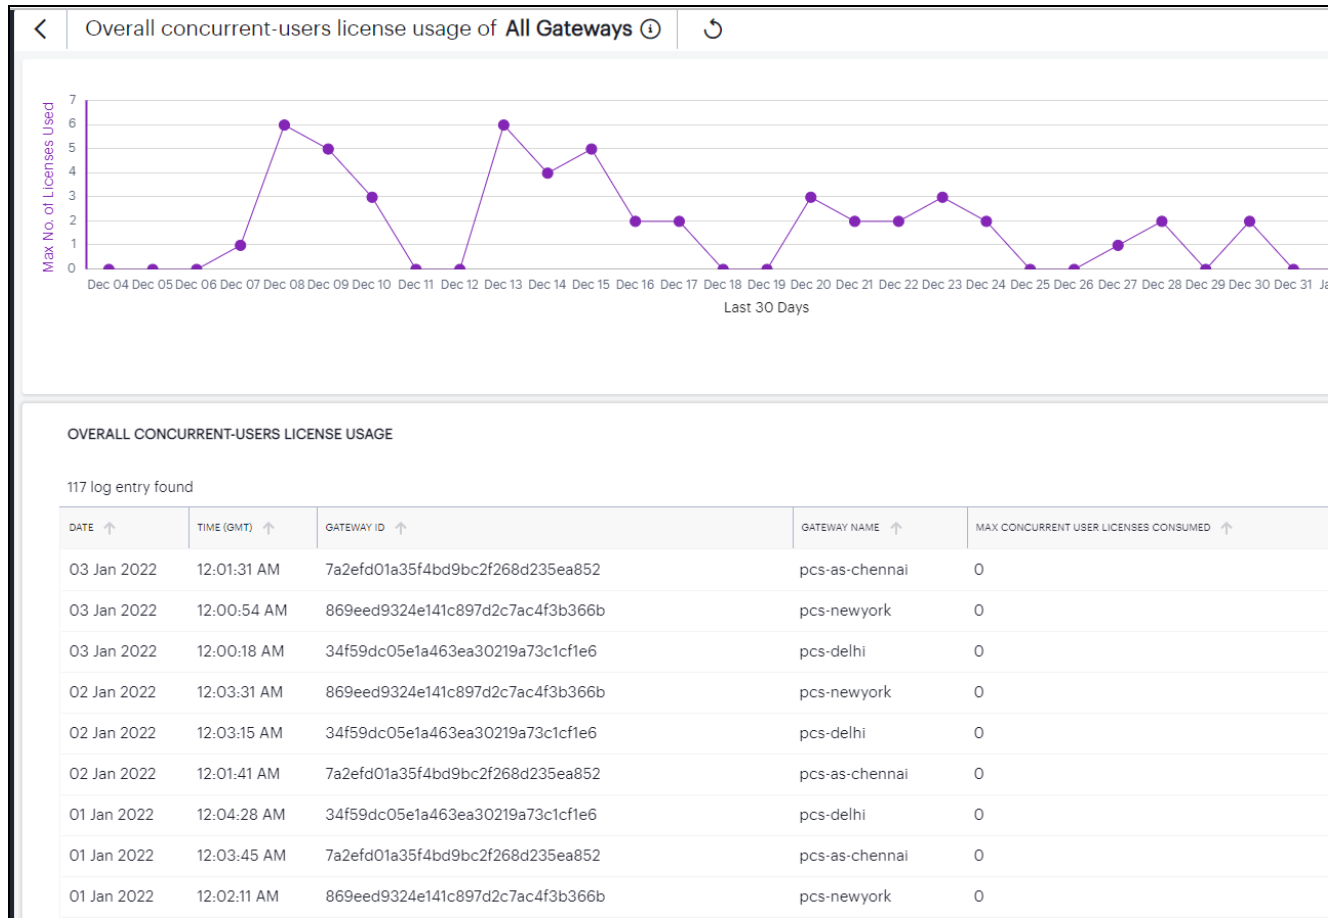 Overall concurrent-users license usage of All Gateways
Max No. of Licenses Used
7
6
5
4
3
2
1
0
Dec 04 Dec 05 Dec 06 Dec 07 Dec 08 Dec 09 Dec 10 Dec 11 Dec 12 Dec 13 Dec 14 Dec 15 Dec 16 Dec 17 Dec 18 Dec 19 Dec 20 Dec 21 Dec 22 Dec 23 Dec 24 Dec 25 Dec 26 Dec 27 Dec 28 Dec 29 Dec 30 Dec 31
Last 30 Days
OVERALL CONCURRENT-USERS LICENSE USAGE
117 log entry found
DATE TIME (GMT) GATEWAY ID GATEWAY NAME MAX CONCURRENT USER LICENSES CONSUMED
03 Jan 2022 12:01:31 AM 7a2efd01a35f4bd9bc2f268d235ea852 pcs-as-chennai 0
03 Jan 2022 12:00:54 AM 869eed9324e141c897d2c7ac4f3b366b pcs-newyork 0
03 Jan 2022 12:00:18 AM 34f59dc05e1a463ea30219a73c1cf1e6 pcs-delhi 0
02 Jan 2022 12:03:31 AM 869eed9324e141c897d2c7ac4f3b366b pcs-newyork 0
02 Jan 2022 12:03:15 AM 34f59dc05e1a463ea30219a73c1cf1e6 pcs-delhi 0
02 Jan 2022 12:01:41 AM 7a2efd01a35f4bd9bc2f268d235ea852 pcs-as-chennai 0
01 Jan 2022 12:04:28 AM 34f59dc05e1a463ea30219a73c1cf1e6 pcs-delhi 0
01 Jan 2022 12:03:45 AM 7a2efd01a35f4bd9bc2f268d235ea852 pcs-as-chennai 0
01 Jan 2022 12:02:11 AM 869eed9324e141c897d2c7ac4f3b366b pcs-newyork 0